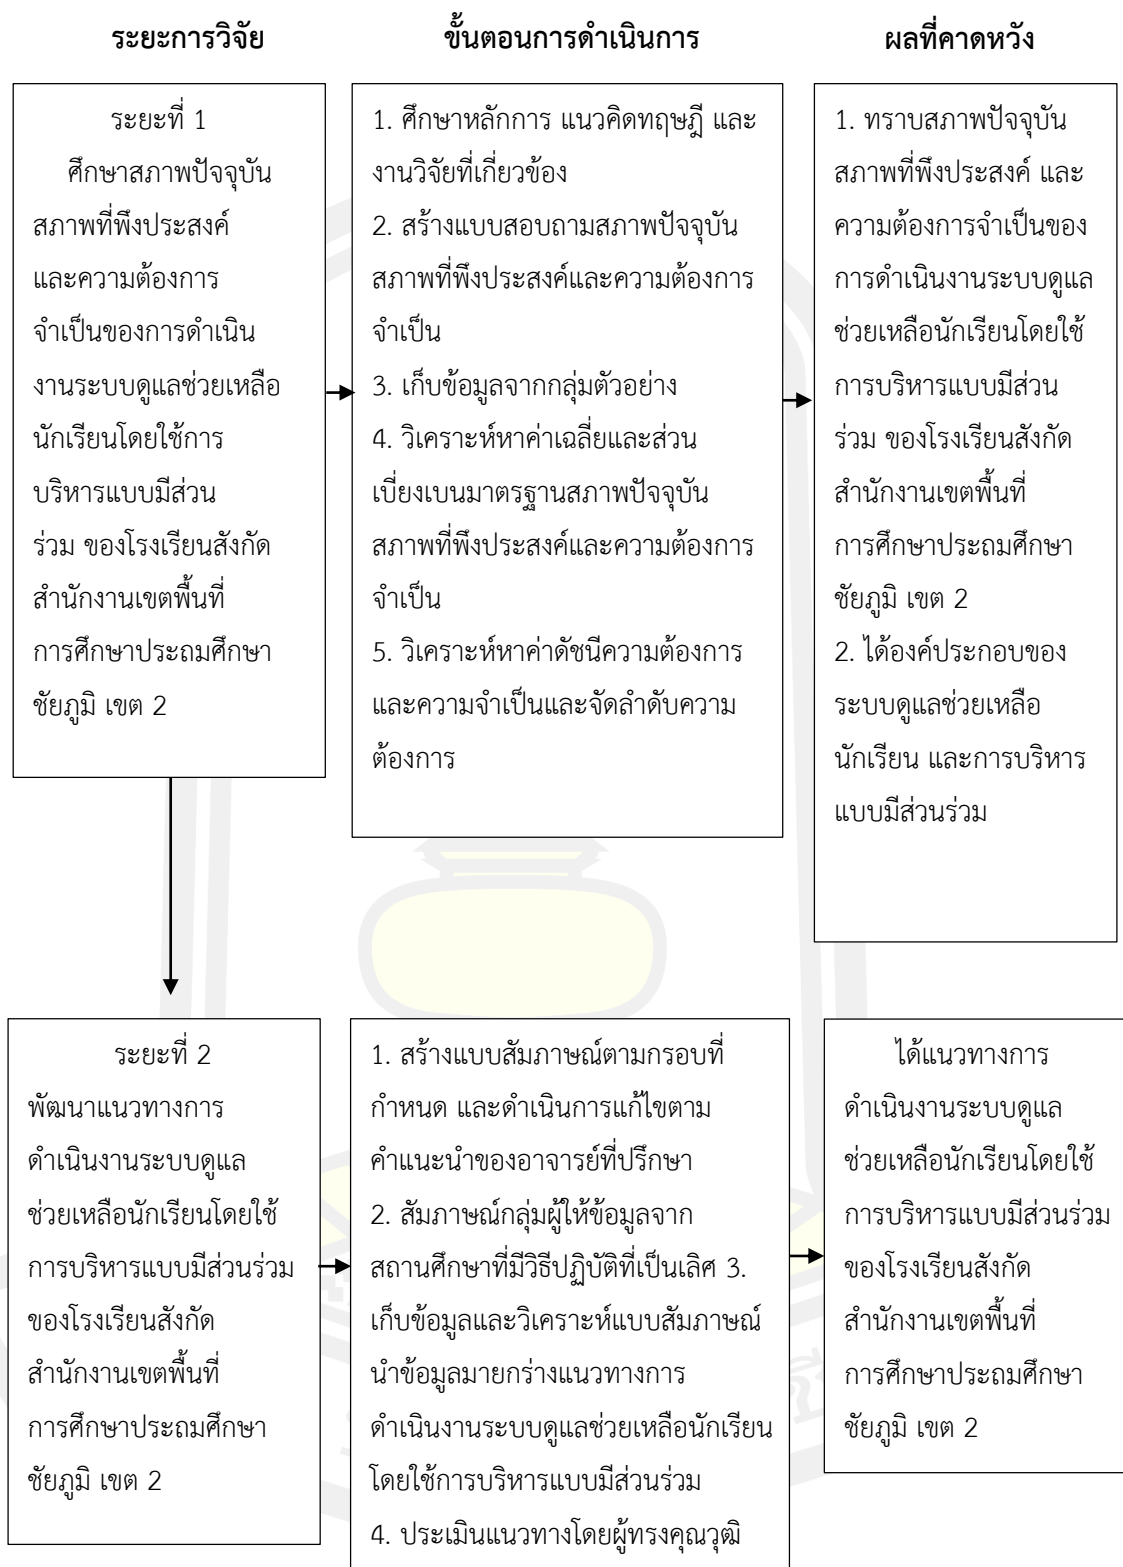 ระยะการวิจัย
ขั้นตอนการดำเนินการ
ผลที่คาดหวัง
ระยะที่ 1
ศึกษาสภาพปัจจุบัน
สภาพที่พึงประสงค์
และความต้องการ
จำเป็นของการดำเนิน
งานระบบดูแลช่วยเหลือ
นักเรียนโดยใช้การ
บริหารแบบมีส่วน
ร่วม ของโรงเรียนสังกัด
สำนักงานเขตพื้นที่
การศึกษาประถมศึกษา
ชัยภูมิ เขต 2
1. ศึกษาหลักการ แนวคิดทฤษฎี และ
งานวิจัยที่เกี่ยวข้อง
2. สร้างแบบสอบถามสภาพปัจจุบัน
สภาพที่พึงประสงค์และความต้องการ
จำเป็น
3. เก็บข้อมูลจากกลุ่มตัวอย่าง
4. วิเคราะห์หาค่าเฉลี่ยและส่วน
เบี่ยงเบนมาตรฐานสภาพปัจจุบัน
สภาพที่พึงประสงค์และความต้องการ
จำเป็น
5. วิเคราะห์หาค่าดัชนีความต้องการ
และความจำเป็นและจัดลำดับความ
ต้องการ
1. ทราบสภาพปัจจุบัน
สภาพที่พึงประสงค์ และ
ความต้องการจำเป็นของ
การดำเนินงานระบบดูแล
ช่วยเหลือนักเรียนโดยใช้
การบริหารแบบมีส่วน
ร่วม ของโรงเรียนสังกัด
สำนักงานเขตพื้นที่
การศึกษาประถมศึกษา
ชัยภูมิ เขต 2
2. ได้องค์ประกอบของ
ระบบดูแลช่วยเหลือ
นักเรียน และการบริหาร
แบบมีส่วนร่วม
ระยะที่ 2
พัฒนาแนวทางการ
ดำเนินงานระบบดูแล
ช่วยเหลือนักเรียนโดยใช้
การบริหารแบบมีส่วนร่วม
ของโรงเรียนสังกัด
สำนักงานเขตพื้นที่
การศึกษาประถมศึกษา
ชัยภูมิ เขต 2
1. สร้างแบบสัมภาษณ์ตามกรอบที่
กำหนด และดำเนินการแก้ไขตาม
คำแนะนำของอาจารย์ที่ปรึกษา
2. สัมภาษณ์กลุ่มผู้ให้ข้อมูลจาก
สถานศึกษาที่มีวิธีปฏิบัติที่เป็นเลิศ 3.
เก็บข้อมูลและวิเคราะห์แบบสัมภาษณ์
นำข้อมูลมายกร่างแนวทางการ
ดำเนินงานระบบดูแลช่วยเหลือนักเรียน
โดยใช้การบริหารแบบมีส่วนร่วม
4. ประเมินแนวทางโดยผู้ทรงคุณวุฒิ
ได้แนวทางการ
ดำเนินงานระบบดูแล
ช่วยเหลือนักเรียนโดยใช้
การบริหารแบบมีส่วนร่วม
ของโรงเรียนสังกัด
สำนักงานเขตพื้นที่
การศึกษาประถมศึกษา
ชัยภูมิ เขต 2